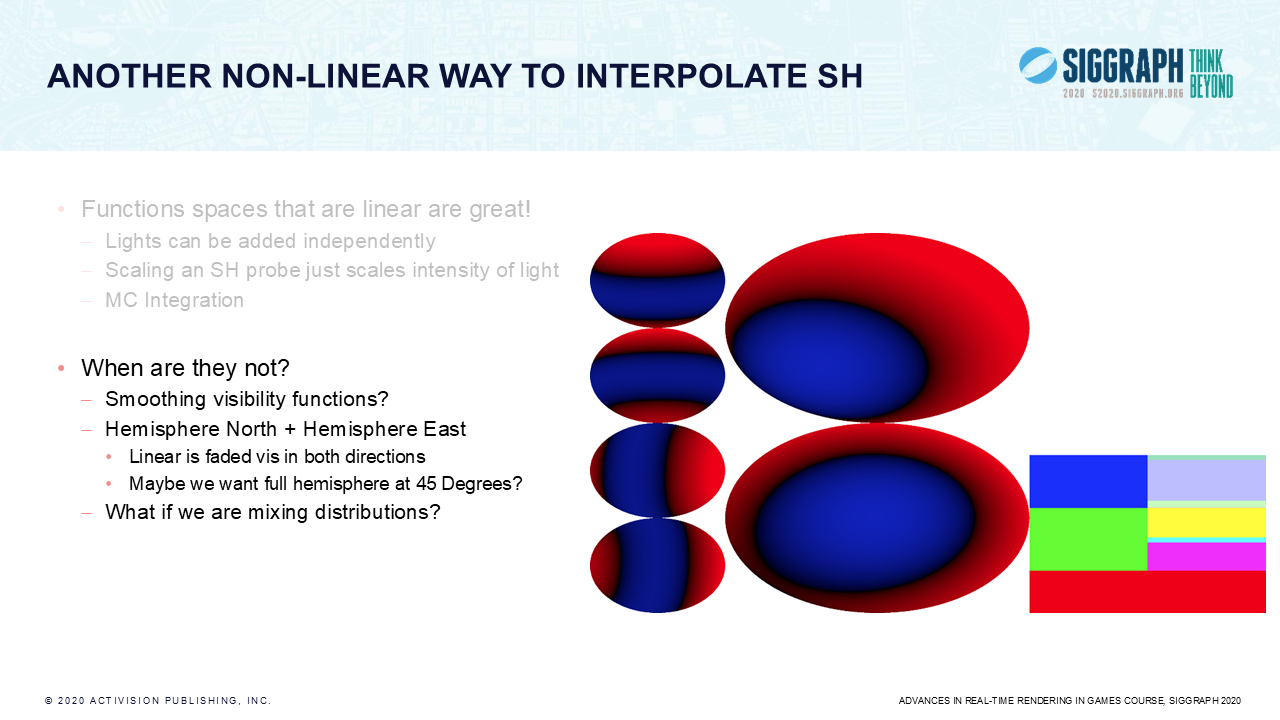 ANOTHER NON-LINEAR WAY TO INTERPOLATE SH
SIGGRAPH THINK BEYOND
2020 S2020.SIGGRAPH.ORG
• Functions spaces that are linear are great!
– Lights can be added independently
– Scaling an SH probe just scales intensity of light
– MC Integration
• When are they not?
– Smoothing visibility functions?
– Hemisphere North + Hemisphere East
• Linear is faded vis in both directions
• Maybe we want full hemisphere at 45 Degrees?
– What if we are mixing distributions?
© 2020 ACTIVISION PUBLISHING, INC.
ADVANCES IN REAL-TIME RENDERING IN GAMES COURSE, SIGGRAPH 2020